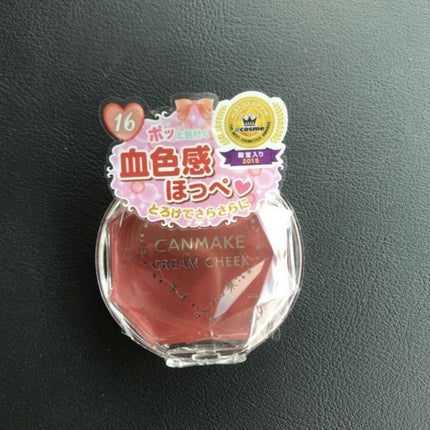 16
ポッと色付く
血色感
ほっぺ
とろけてさらさらに
@cosme
殿堂入り
2015
CANMAKE
CREAM CHEEK